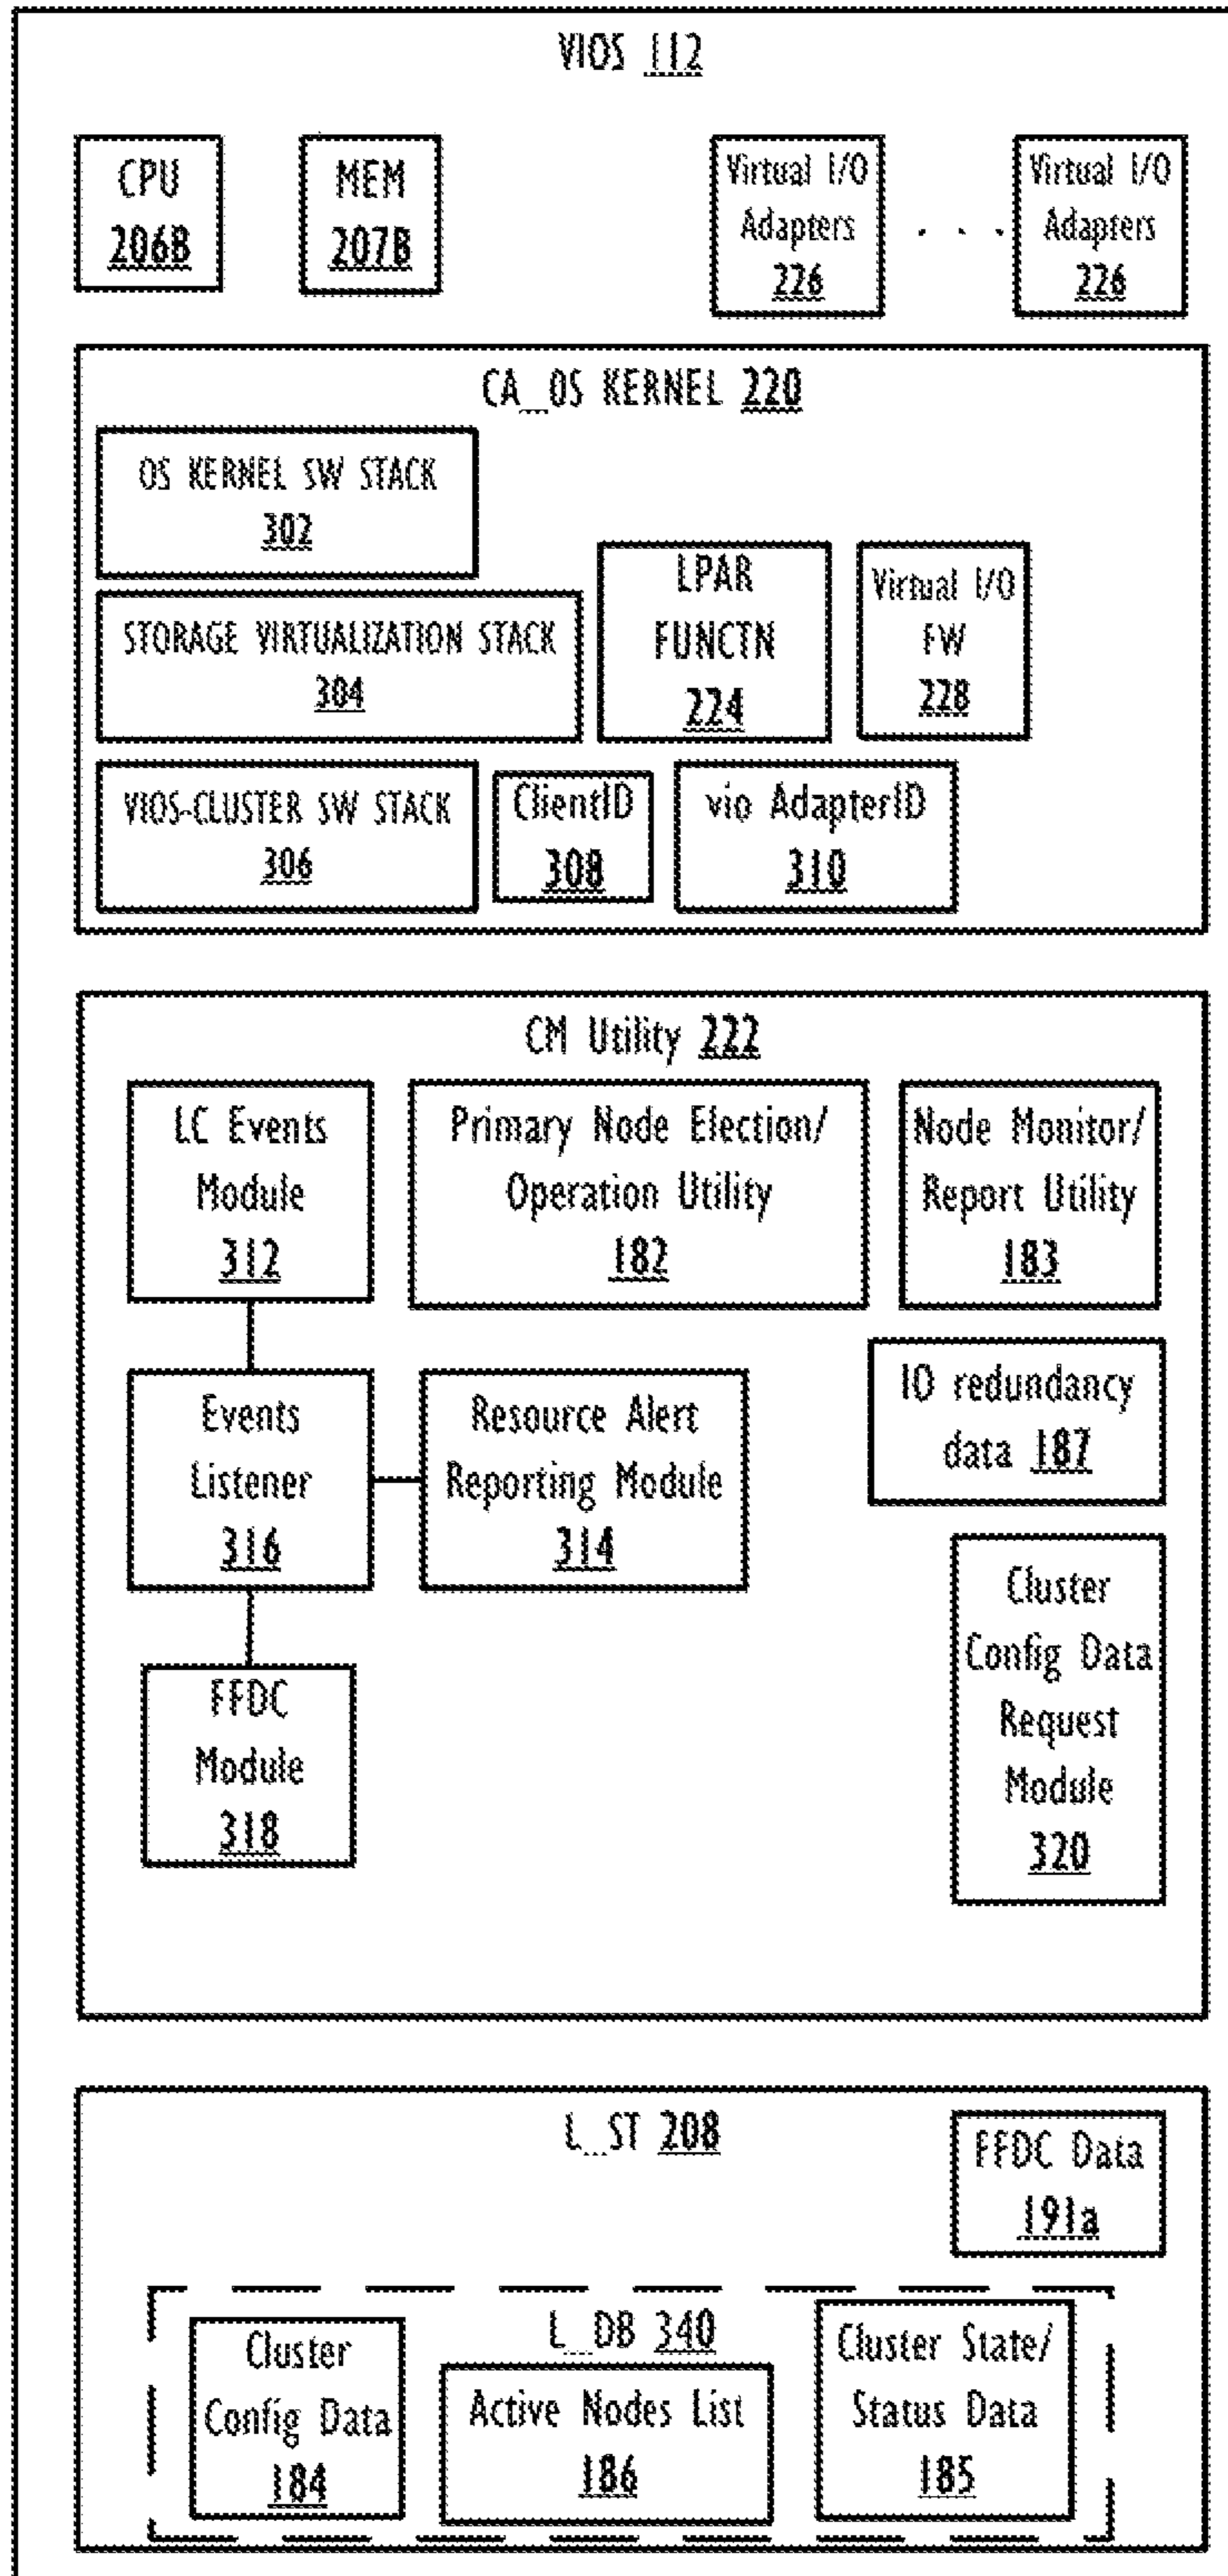 VIOS 112
CPU
206B
MEM
207B
Virtual I/O
Adapters
226
. . .
Virtual I/O
Adapters
226
CA_OS KERNEL 220
OS KERNEL SW STACK
302
STORAGE VIRTUALIZATION STACK
304
LPAR
FUNCTN
224
Virtual I/O
FW
228
VIOS-CLUSTER SW STACK
306
ClientID
308
vio AdapterID
310
CM Utility 222
LC Events
Module
312
Primary Node Election/
Operation Utility
182
Node Monitor/
Report Utility
183
Events
Listener
316
Resource Alert
Reporting Module
314
IO redundancy
data 187
FFDC
Module
318
Cluster
Config Data
Request
Module
320
L_ST 208
FFDC Data
191a
L_DB 340
Cluster
Config Data
184
Active Nodes List
186
Cluster State/
Status Data
185